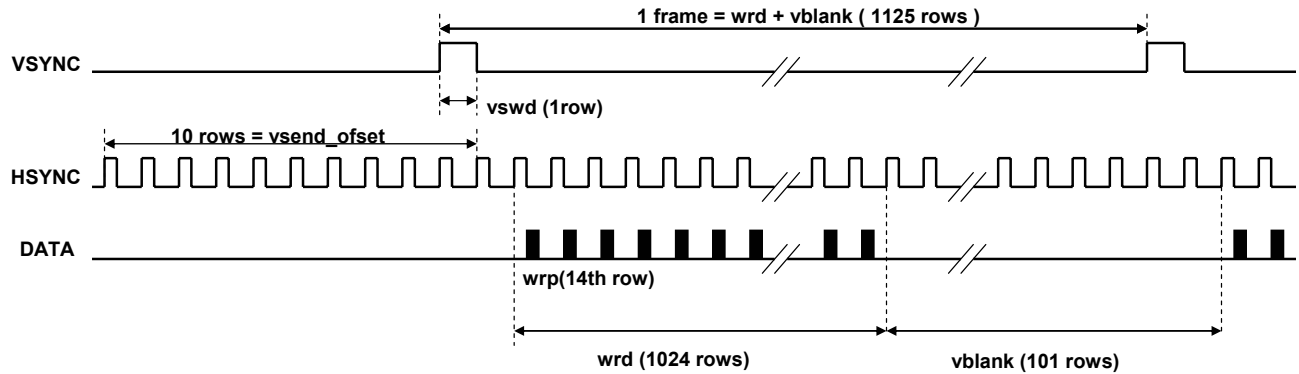 1 frame = wrd + vblank ( 1125 rows )
VSYNC
vswd (1row)
10 rows = vsend_ofset
HSYNC
DATA
wrp(14th row)
wrd (1024 rows)
vblank (101 rows)